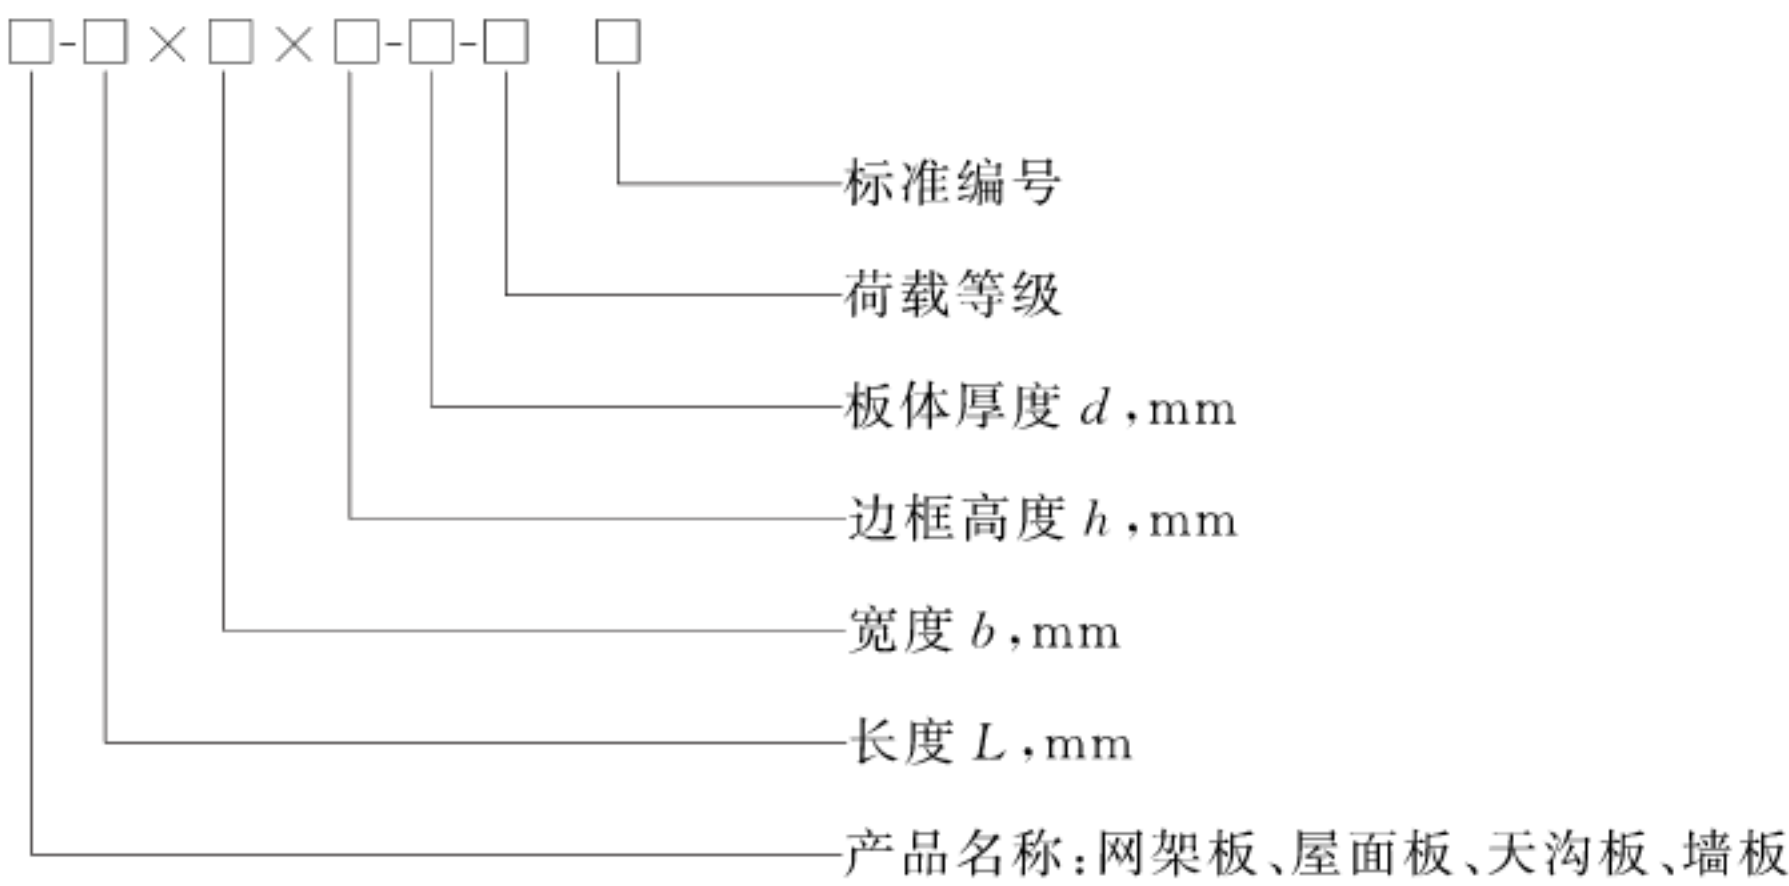 □-□×□×□-□-□ □
标准编号
荷载等级
板体厚度 d,mm
边框高度 h,mm
宽度 b,mm
长度 L,mm
产品名称:网架板、屋面板、天沟板、墙板